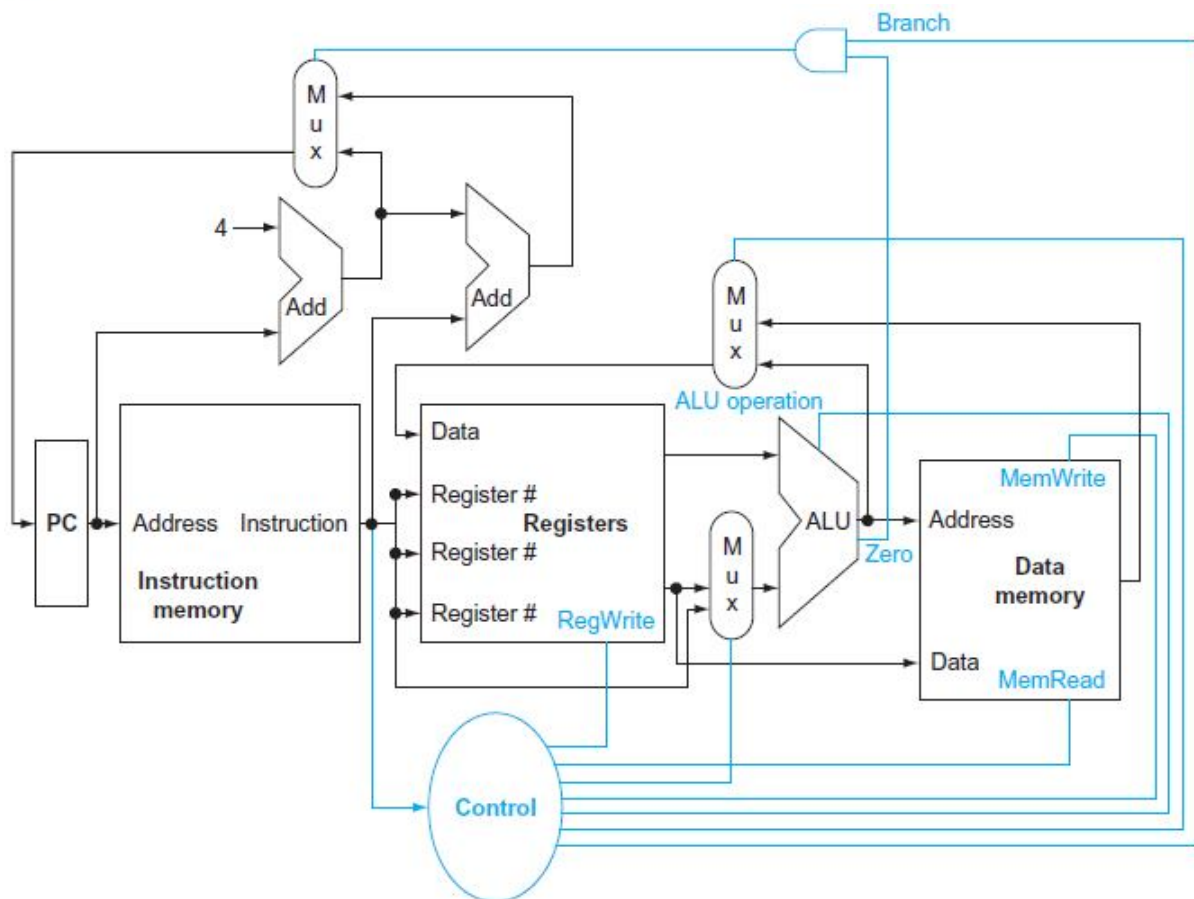 Branch
M
u
x
4
Add
Add
M
u
x
ALU operation
Data
Register #
Registers
Register #
Register #
RegWrite
PC
Address
Instruction
Instruction
memory
M
u
x
ALU
Zero
MemWrite
Address
Data
memory
Data
MemRead
Control